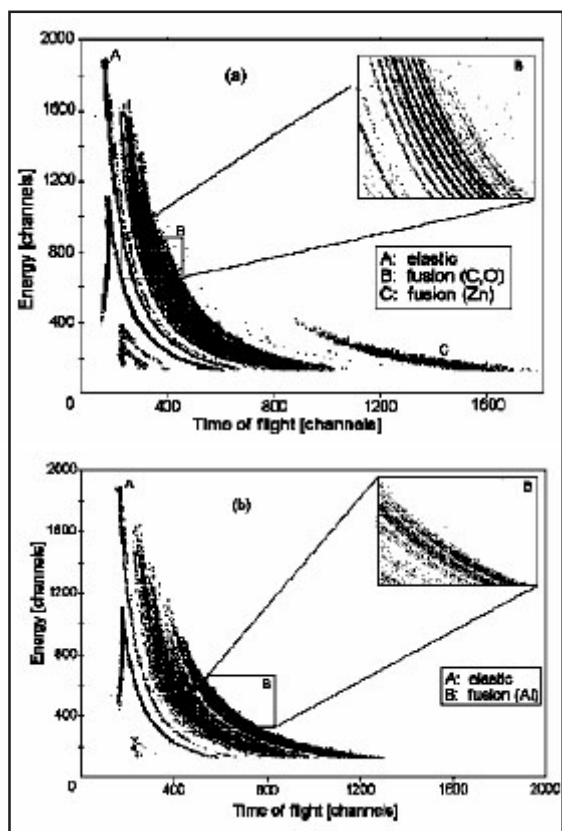 2000
A
(a)
B
1600
1200
Energy [channels]
B
800
A: elastic
B: fusion (C,O)
C: fusion (Zn)
400
C
0
400
800
1200
1600
Time of flight [channels]
2000
A
(b)
B
1600
1200
Energy [channels]
800
B
A: elastic
B: fusion (Al)
400
0
400
800
1200
1600
2000
Time of flight [channels]